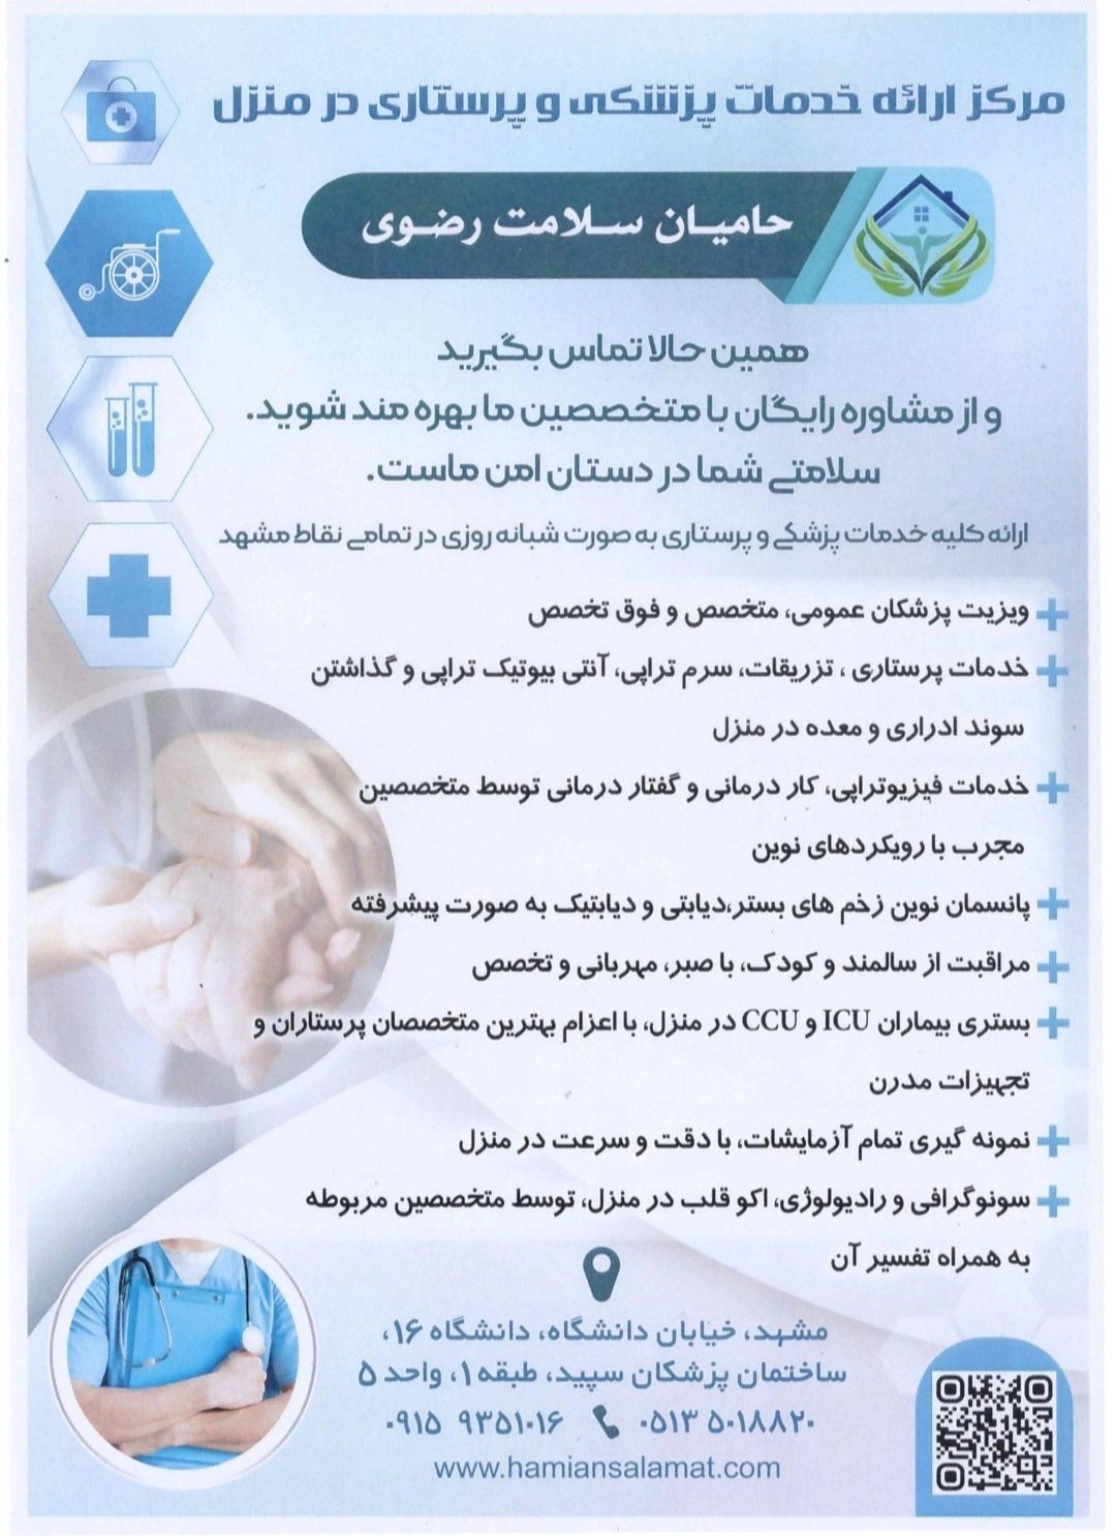 مرکز ارائه خدمات پزشکی و پرستاری در منزل
حامیان سلامت رضوی
همین حالا تماس بگیرید
و از مشاوره رایگان با متخصصین ما بهره مند شوید.
سلامتی شما در دستان امن ماست.
ارائه کلیه خدمات پزشکی و پرستاری به صورت شبانه روزی در تمامی نقاط مشهد
ویزیت پزشکان عمومی، متخصص و فوق تخصص
خدمات پرستاری ، تزریقات، سرم تراپی، آنتی بیوتیک تراپی و گذاشتن
سوند ادراری و معده در منزل
خدمات فیزیوتراپی، کار درمانی و گفتار درمانی توسط متخصصین
مجرب با رویکردهای نوین
پانسمان نوین زخم های بستر،دیابتی و دیابتیک به صورت پیشرفته
مراقبت از سالمند و کودک، با صبر، مهربانی و تخصص
بستری بیماران ICU و CCU در منزل، با اعزام بهترین متخصصان پرستاران و
تجهیزات مدرن
نمونه گیری تمام آزمایشات، با دقت و سرعت در منزل
سونوگرافی و رادیولوژی، اکو قلب در منزل، توسط متخصصین مربوطه
به همراه تفسیر آن
مشهد، خیابان دانشگاه، دانشگاه ۱۶،
ساختمان پزشکان سپید، طبقه ۱، واحد ۵
۰۵۱۳ ۵۰۱۸۸۲۰
۰۹۱۵ ۹۳۵۱۰۱۶
www.hamiansalamat.com